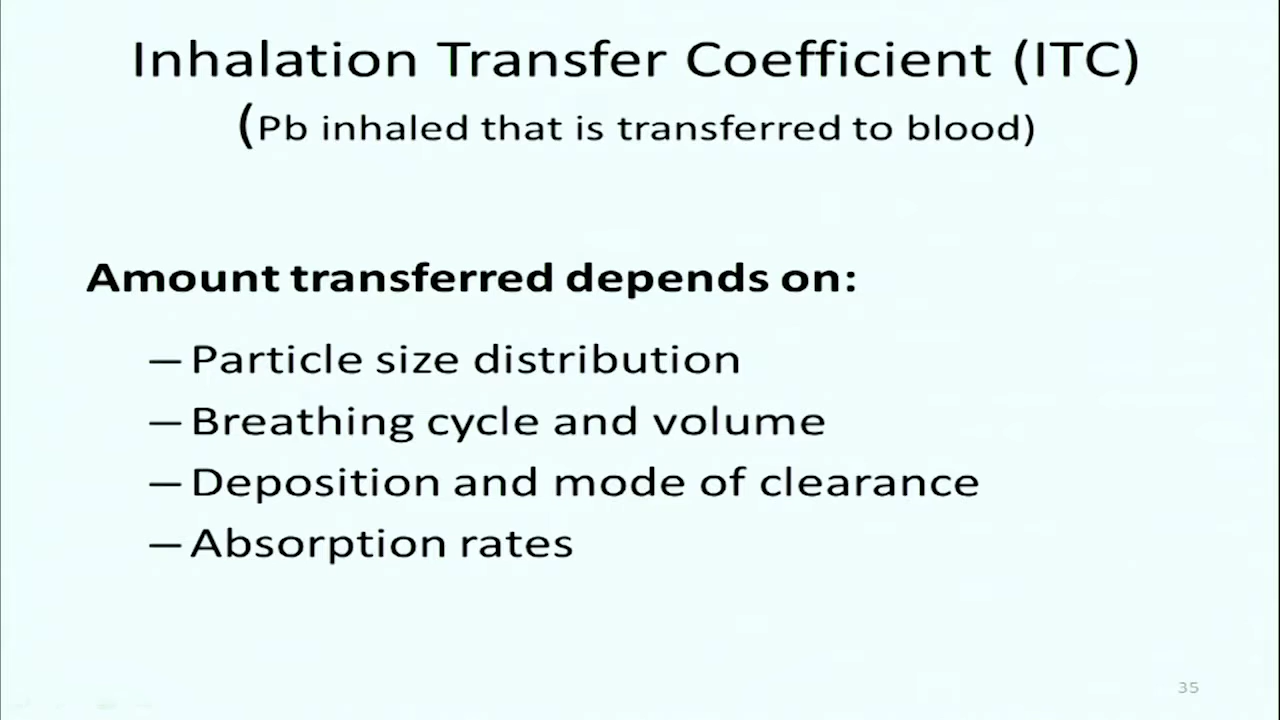 Inhalation Transfer Coefficient (ITC)
(Pb inhaled that is transferred to blood)
Amount transferred depends on:
– Particle size distribution
– Breathing cycle and volume
– Deposition and mode of clearance
– Absorption rates
35